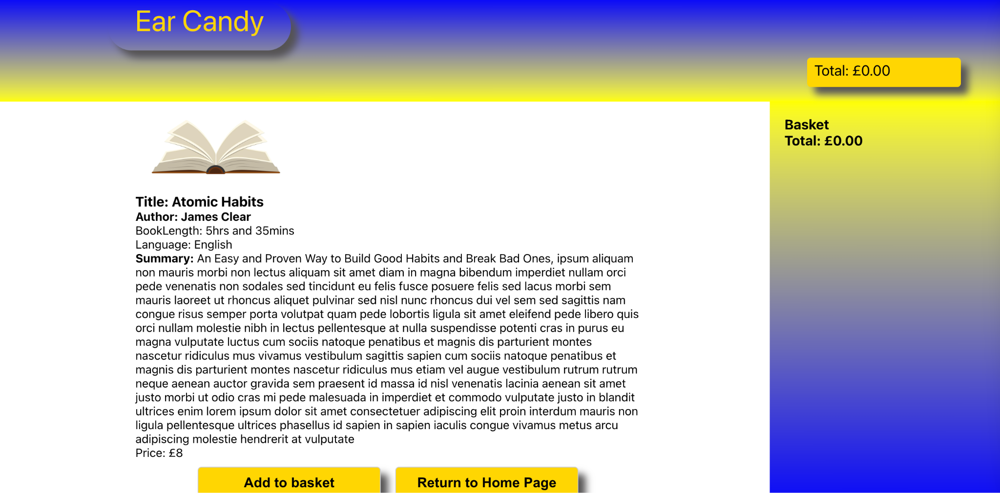 Ear Candy
Total: £0.00
Basket
Total: £0.00
Title: Atomic Habits
Author: James Clear
BookLength: 5hrs and 35mins
Language: English
Summary: An Easy and Proven Way to Build Good Habits and Break Bad Ones, ipsum aliquam
non mauris morbi non lectus aliquam sit amet diam in magna bibendum imperdiet nullam orci
pede venenatis non sodales sed tincidunt eu felis fusce posuere felis sed lacus morbi sem
mauris laoreet ut rhoncus aliquet pulvinar sed nisl nunc rhoncus dui vel sem sed sagittis nam
congue risus semper porta volutpat quam pede lobortis ligula sit amet eleifend pede libero quis
orci nullam molestie nibh in lectus pellentesque at nulla suspendisse potenti cras in purus eu
magna vulputate luctus cum sociis natoque penatibus et magnis dis parturient montes
nascetur ridiculus mus vivamus vestibulum sagittis sapien cum sociis natoque penatibus et
magnis dis parturient montes nascetur ridiculus mus etiam vel augue vestibulum rutrum rutrum
neque aenean auctor gravida sem praesent id massa id nisl venenatis lacinia aenean sit amet
justo morbi ut odio cras mi pede malesuada in imperdiet et commodo vulputate justo in blandit
ultrices enim lorem ipsum dolor sit amet consectetuer adipiscing elit proin interdum mauris non
ligula pellentesque ultrices phasellus id sapien in sapien iaculis congue vivamus metus arcu
adipiscing molestie hendrerit at vulputate
Price: £8
Add to basket
Return to Home Page